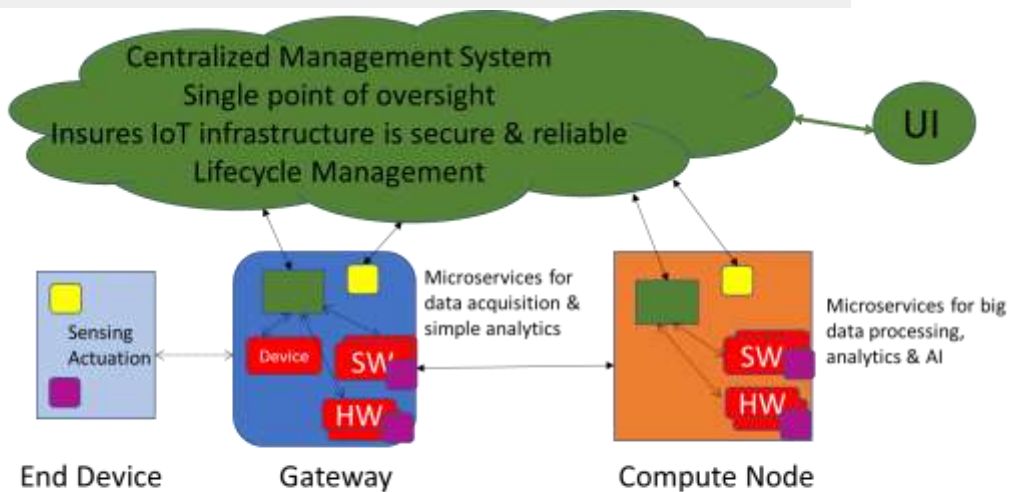 Centralized Management System
Single point of oversight
Insures IoT infrastructure is secure & reliable
Lifecycle Management
UI
Sensing
Actuation
Device
SW
HW
Microservices for
data acquisition &
simple analytics
SW
HW
Microservices for big
data processing,
analytics & AI
End Device
Gateway
Compute Node